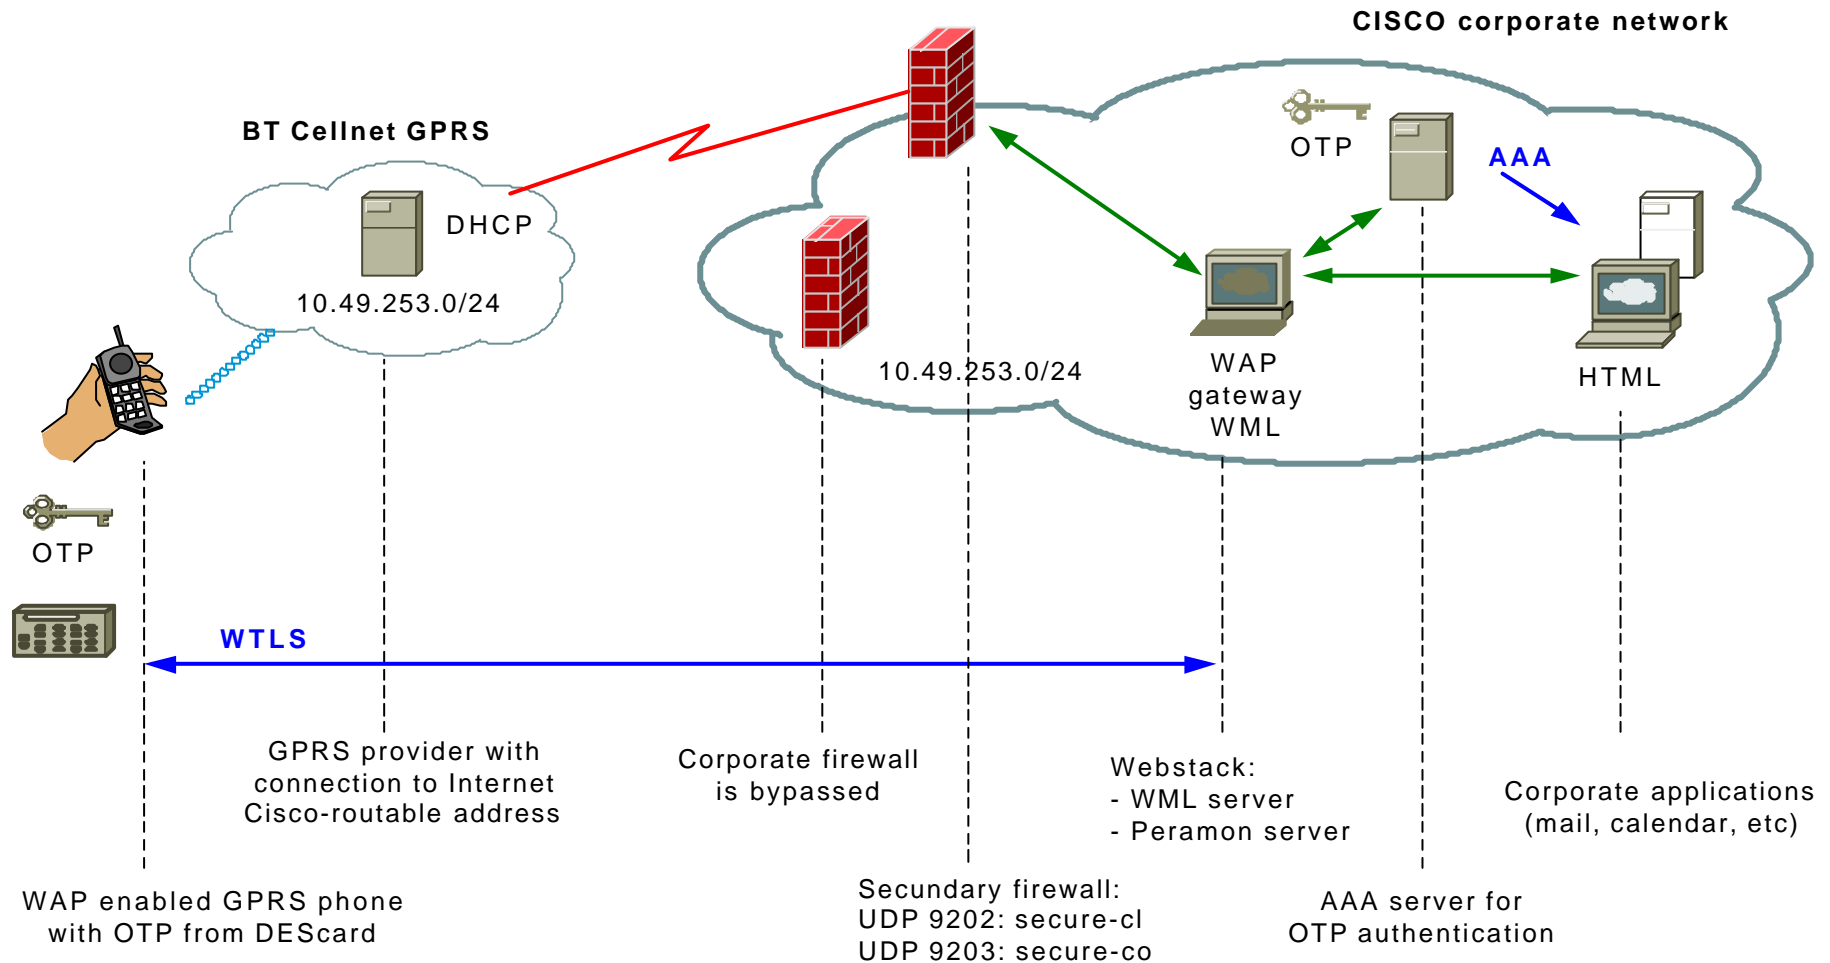 CISCO corporate network
BT Cellnet GPRS
OTP
AAA
DHCP
10.49.253.0/24
10.49.253.0/24
WAP
gateway
WML
HTML
OTP
WTLS
GPRS provider with
connection to Internet
Cisco-routable address
Corporate firewall
is bypassed
Webstack:
- WML server
- Peramon server
Corporate applications
(mail, calendar, etc)
WAP enabled GPRS phone
with OTP from DEScard
Secundary firewall:
UDP 9202: secure-cl
UDP 9203: secure-co
AAA server for
OTP authentication